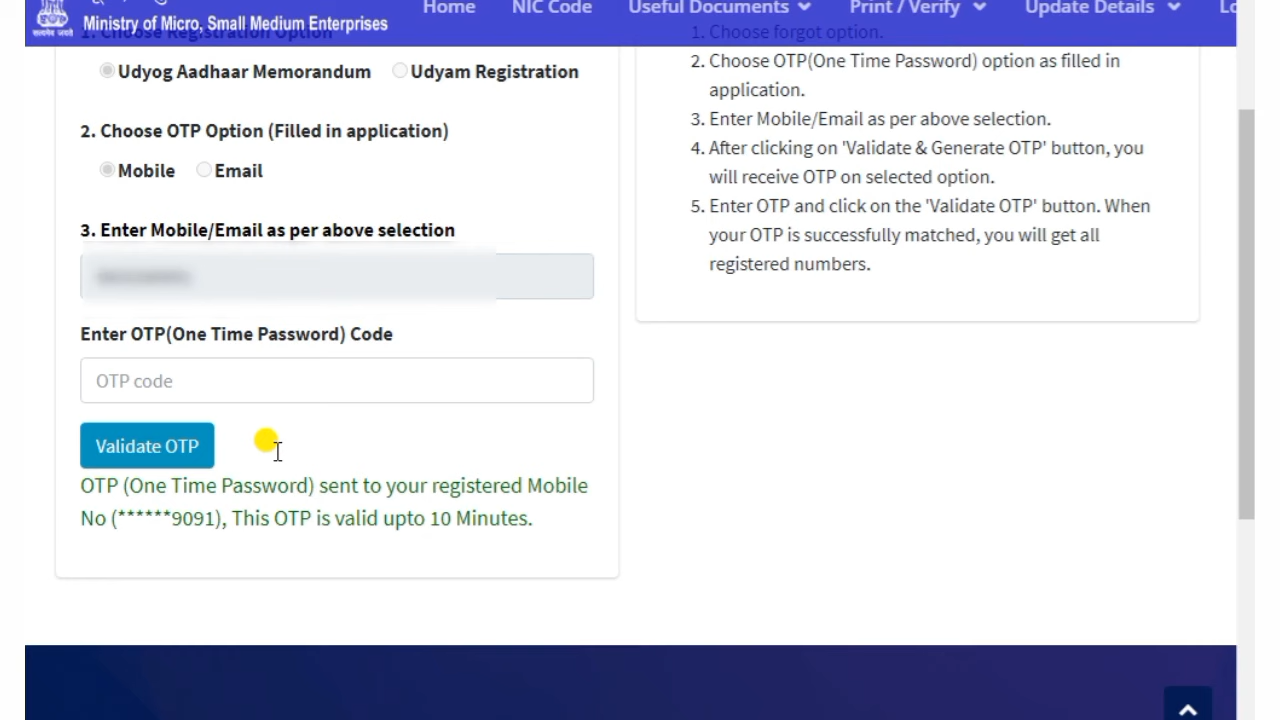 Ministry of Micro, Small Medium Enterprises
Home NIC Code Useful Documents Print / Verify Update Details Lo
1. Choose Registration Option
Udyog Aadhaar Memorandum Udyam Registration
2. Choose OTP Option (Filled in application)
Mobile Email
3. Enter Mobile/Email as per above selection
Enter OTP(One Time Password) Code
OTP code
Validate OTP
OTP (One Time Password) sent to your registered Mobile
No (******9091), This OTP is valid upto 10 Minutes.
1. Choose forgot option.
2. Choose OTP(One Time Password) option as filled in
application.
3. Enter Mobile/Email as per above selection.
4. After clicking on 'Validate & Generate OTP' button, you
will receive OTP on selected option.
5. Enter OTP and click on the 'Validate OTP' button. When
your OTP is successfully matched, you will get all
registered numbers.